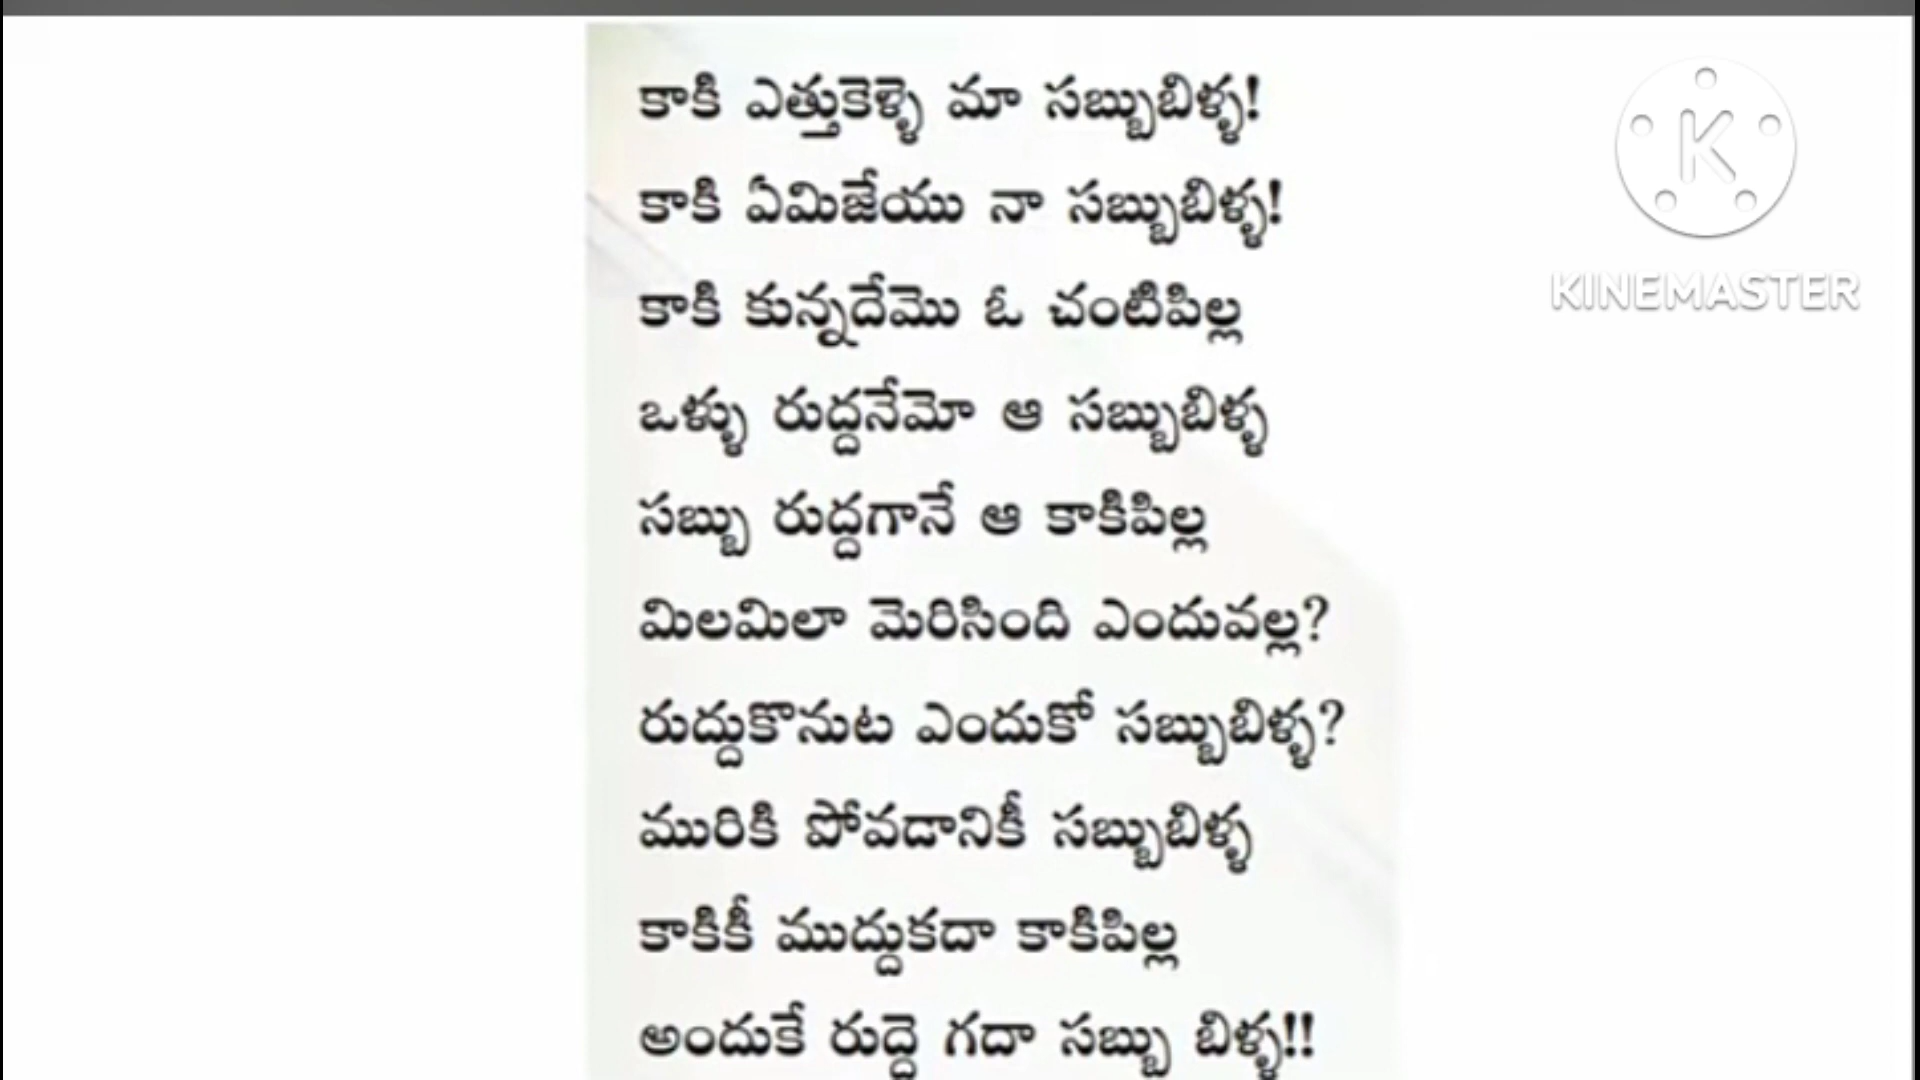 కాకి ఎత్తుకెళ్ళె మా సబ్బుబిళ్ళ!
కాకి ఏమిజేయు నా సబ్బుబిళ్ళ!
కాకి కున్నదేమొ ఓ చంటిపిల్ల
ఒళ్ళు రుద్దనేమో ఆ సబ్బుబిళ్ళ
సబ్బు రుద్దగానే ఆ కాకిపిల్ల
మిలమిలా మెరిసింది ఎందువల్ల?
రుద్దుకొనుట ఎందుకో సబ్బుబిళ్ళ?
మురికి పోవడానికీ సబ్బుబిళ్ళ
కాకికీ ముద్దుకదా కాకిపిల్ల
అందుకే రుద్దె గదా సబ్బు బిళ్ళ!!
K
KINEMASTER